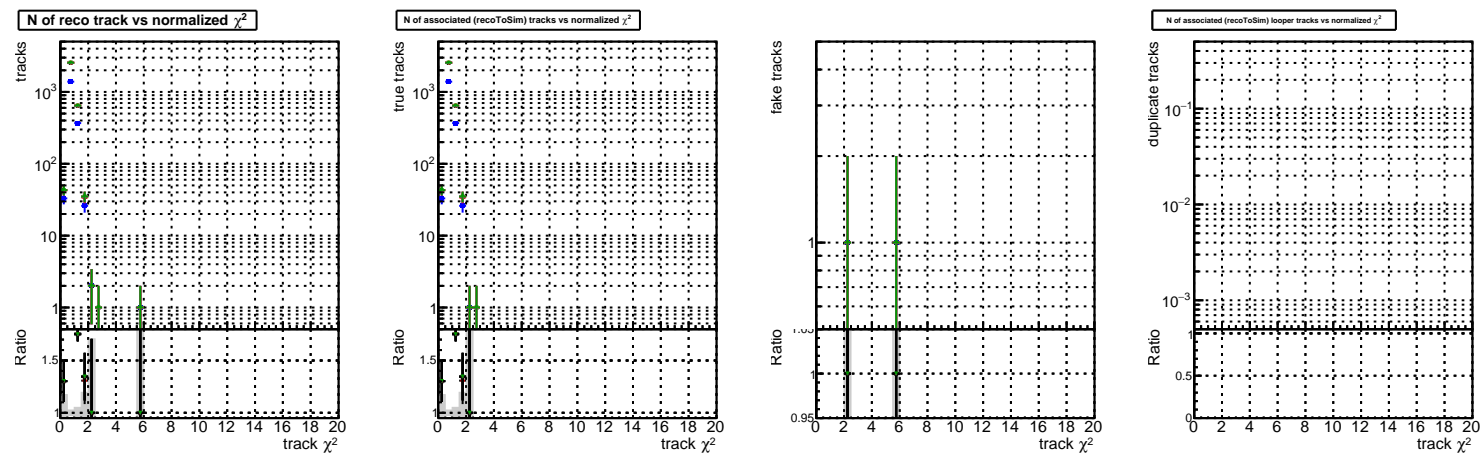 N of reco track vs normalized χ²
tracks
10³
10²
10
1
Ratio
1.5
1
0 2 4 6 8 10 12 14 16 18 20
track χ²
N of associated (recoToSim) tracks vs normalized χ²
true tracks
10³
10²
10
1
Ratio
1.5
1
0 2 4 6 8 10 12 14 16 18 20
track χ²
fake tracks
1
Ratio
1.05
1
0.95
0 2 4 6 8 10 12 14 16 18 20
track χ²
N of associated (recoToSim) looper tracks vs normalized χ²
duplicate tracks
10⁻¹
10⁻²
10⁻³
Ratio
1
0.5
0
0 2 4 6 8 10 12 14 16 18 20
track χ²